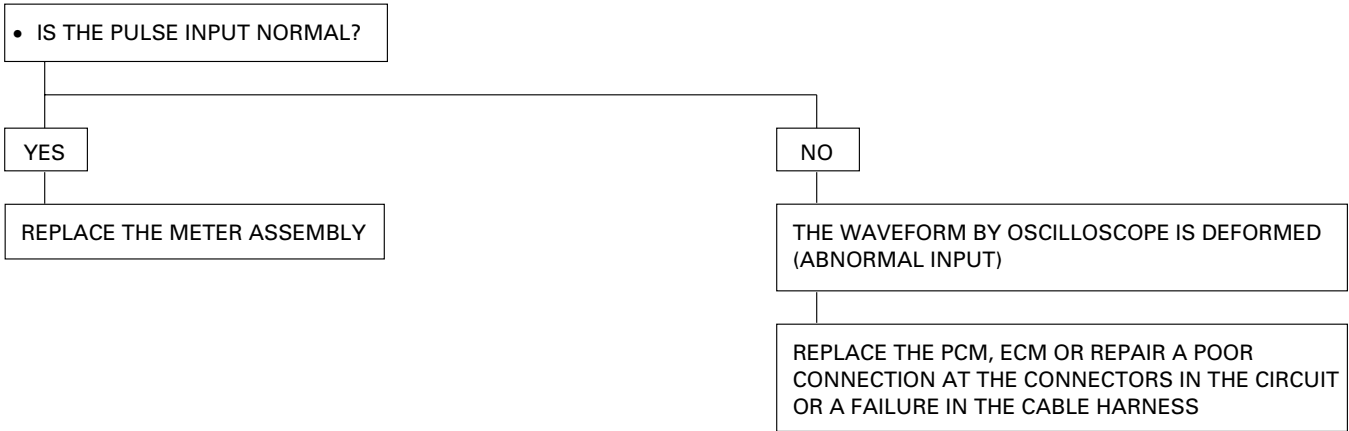 • IS THE PULSE INPUT NORMAL?
YES
NO
REPLACE THE METER ASSEMBLY
THE WAVEFORM BY OSCILLOSCOPE IS DEFORMED
(ABNORMAL INPUT)
REPLACE THE PCM, ECM OR REPAIR A POOR
CONNECTION AT THE CONNECTORS IN THE CIRCUIT
OR A FAILURE IN THE CABLE HARNESS